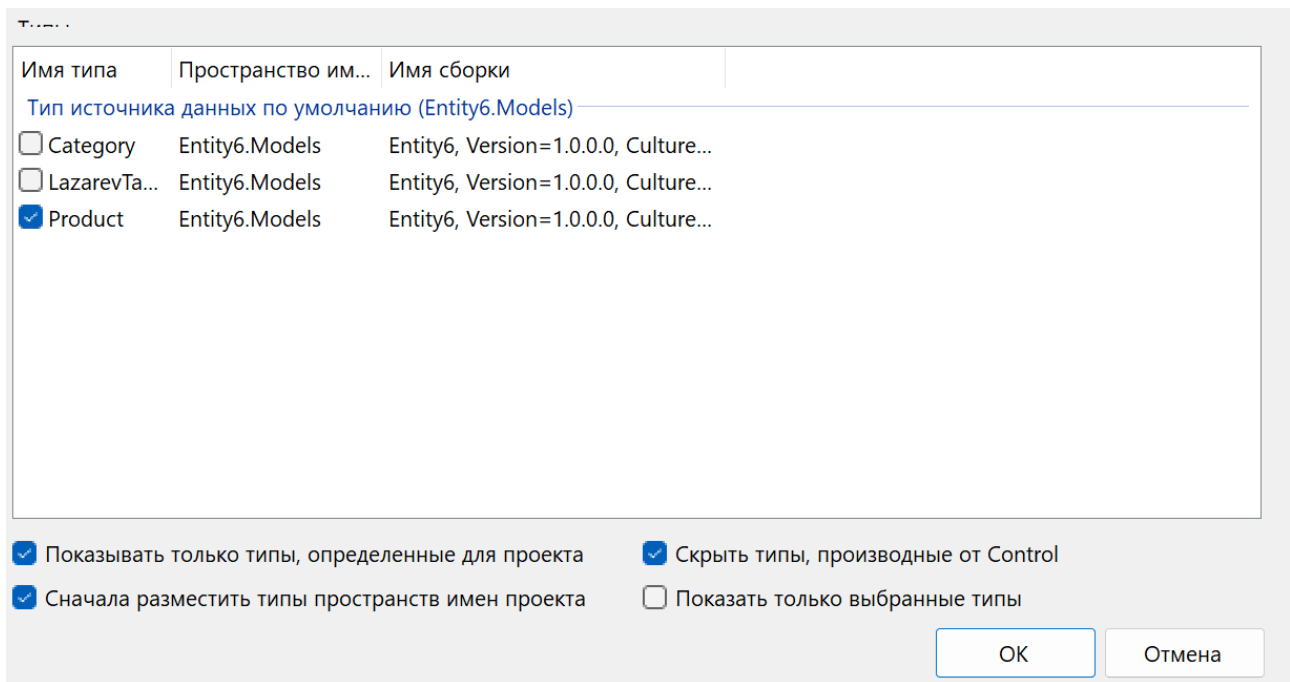 Типы
Имя типа Пространство им... Имя сборки
Тип источника данных по умолчанию (Entity6.Models)
Category Entity6.Models Entity6, Version=1.0.0.0, Culture...
LazarevTa... Entity6.Models Entity6, Version=1.0.0.0, Culture...
Product Entity6.Models Entity6, Version=1.0.0.0, Culture...
Показывать только типы, определенные для проекта Скрыть типы, производные от Control
Сначала разместить типы пространств имен проекта Показать только выбранные типы
ОК Отмена